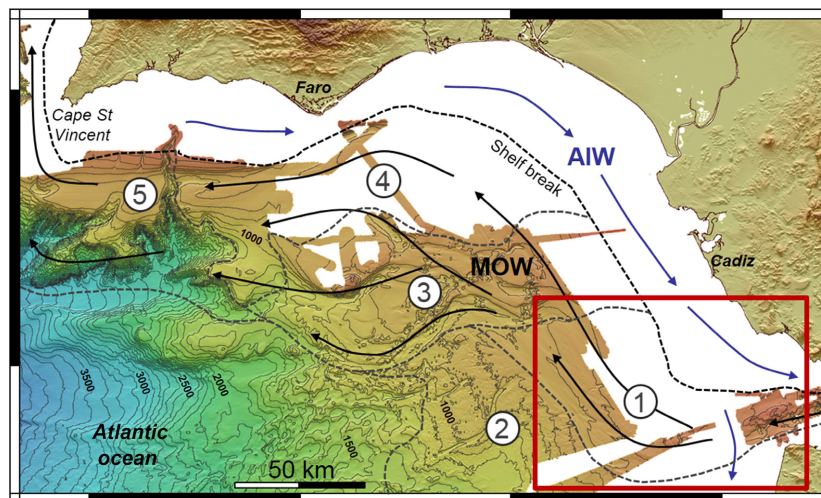 Faro
Cape St
Vincent
AIW
Shelf break
5
4
1000
Cadiz
MOW
3
3500
3000
2500
2000
1000
1500
2
1
Atlantic
ocean
50 km